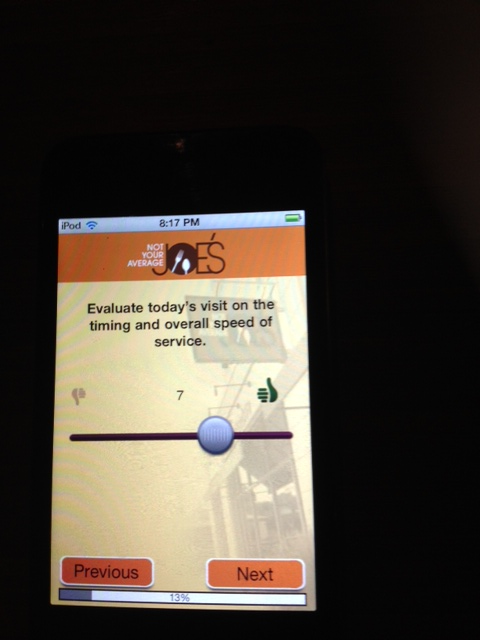 iPod 8:17 PM
NOT
YOUR
AVERAGE
JOE'S
Evaluate today's visit on the
timing and overall speed of
service.
7
Previous Next
13%